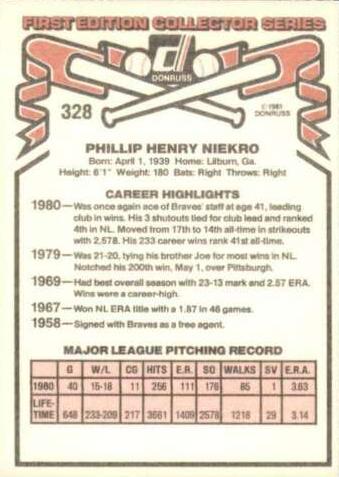 FIRST EDITION COLLECTOR SERIES
DONRUSS
328
© 1981
DONRUSS
PHILLIP HENRY NIEKRO
Born: April 1, 1939 Home: Lilburn, Ga.
Height: 6'1" Weight: 180 Bats: Right Throws: Right
CAREER HIGHLIGHTS
1980—Was once again ace of Braves' staff at age 41, leading
club in wins. His 3 shutouts tied for club lead and ranked
4th in NL. Moved from 17th to 14th all-time in strikeouts
with 2,578. His 233 career wins rank 41st all-time.
1979—Was 21-20, tying his brother Joe for most wins in NL.
Notched his 200th win, May 1, over Pittsburgh.
1969—Had best overall season with 23-13 mark and 2.57 ERA.
Wins were a career-high.
1967—Won NL ERA title with a 1.87 in 46 games.
1958—Signed with Braves as a free agent.
MAJOR LEAGUE PITCHING RECORD
G W/L CG HITS E.R. SO WALKS SV E.R.A.
1980 40 15-18 11 256 111 176 85 1 3.63
LIFE-
TIME 648 233-209 217 3661 1409 2578 1218 29 3.14